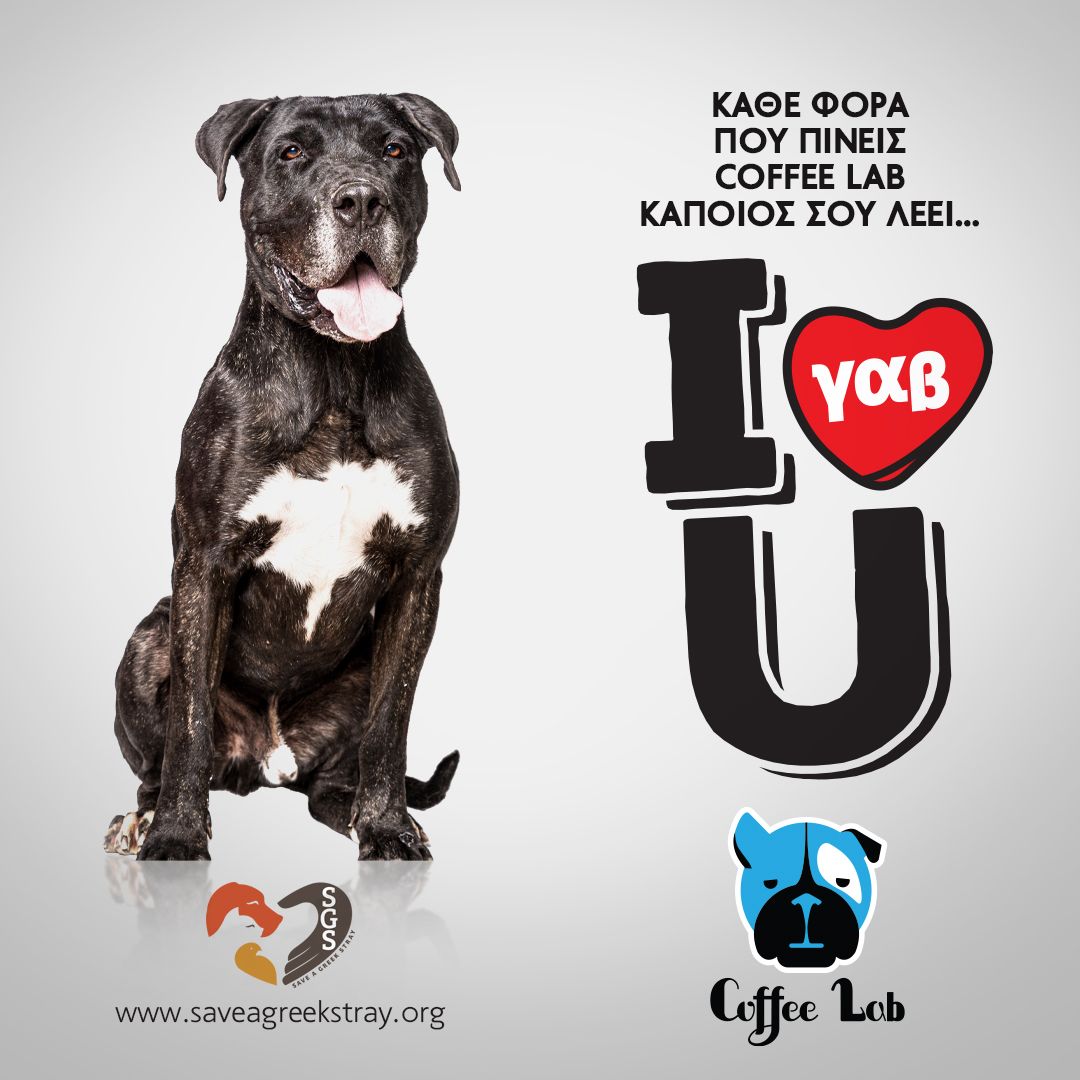 ΚΑΘΕ ΦΟΡΑ
ΠΟΥ ΠΙΝΕΙΣ
COFFEE LAB
ΚΑΠΟΙΟΣ ΣΟΥ ΛΕΕΙ...
I γαβ
U
SGS
SAVE A GREEK STRAY
www.saveagreekstray.org
Coffee Lab